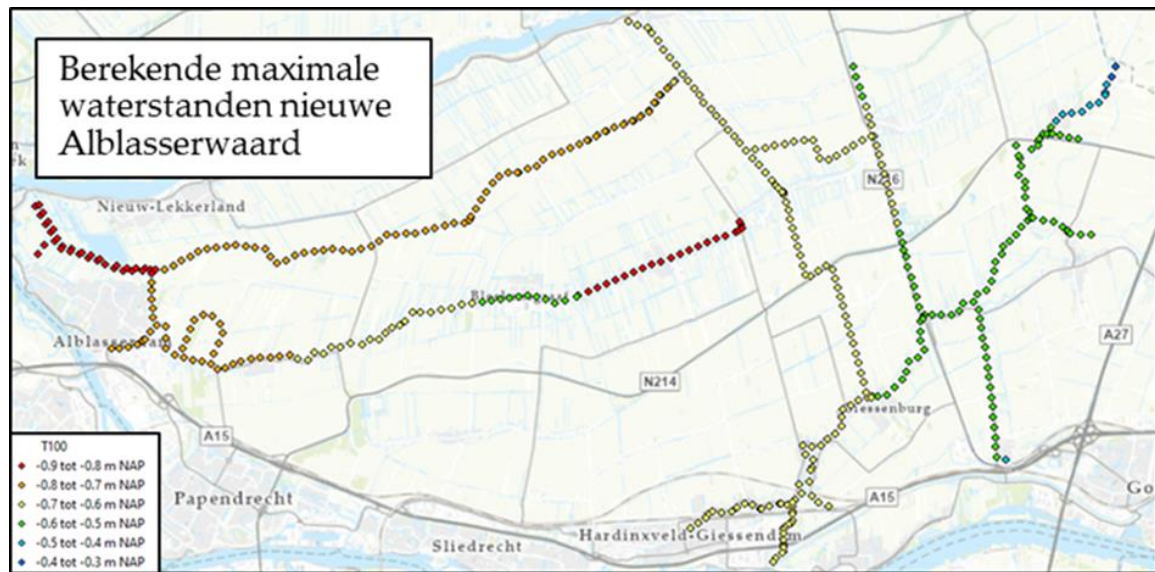 Berekende maximale
waterstanden nieuwe
Alblasserwaard
Nieuw-Lekkerland
N216
Alblasserdam
A27
N214
Giessenburg
A15
T100
-0.9 tot -0.8 m NAP
-0.8 tot -0.7 m NAP
-0.7 tot -0.6 m NAP
-0.6 tot -0.5 m NAP
-0.5 tot -0.4 m NAP
-0.4 tot -0.3 m NAP
Papendrecht
A15
Go
Hardinxveld-Giessendam
Sliedrecht